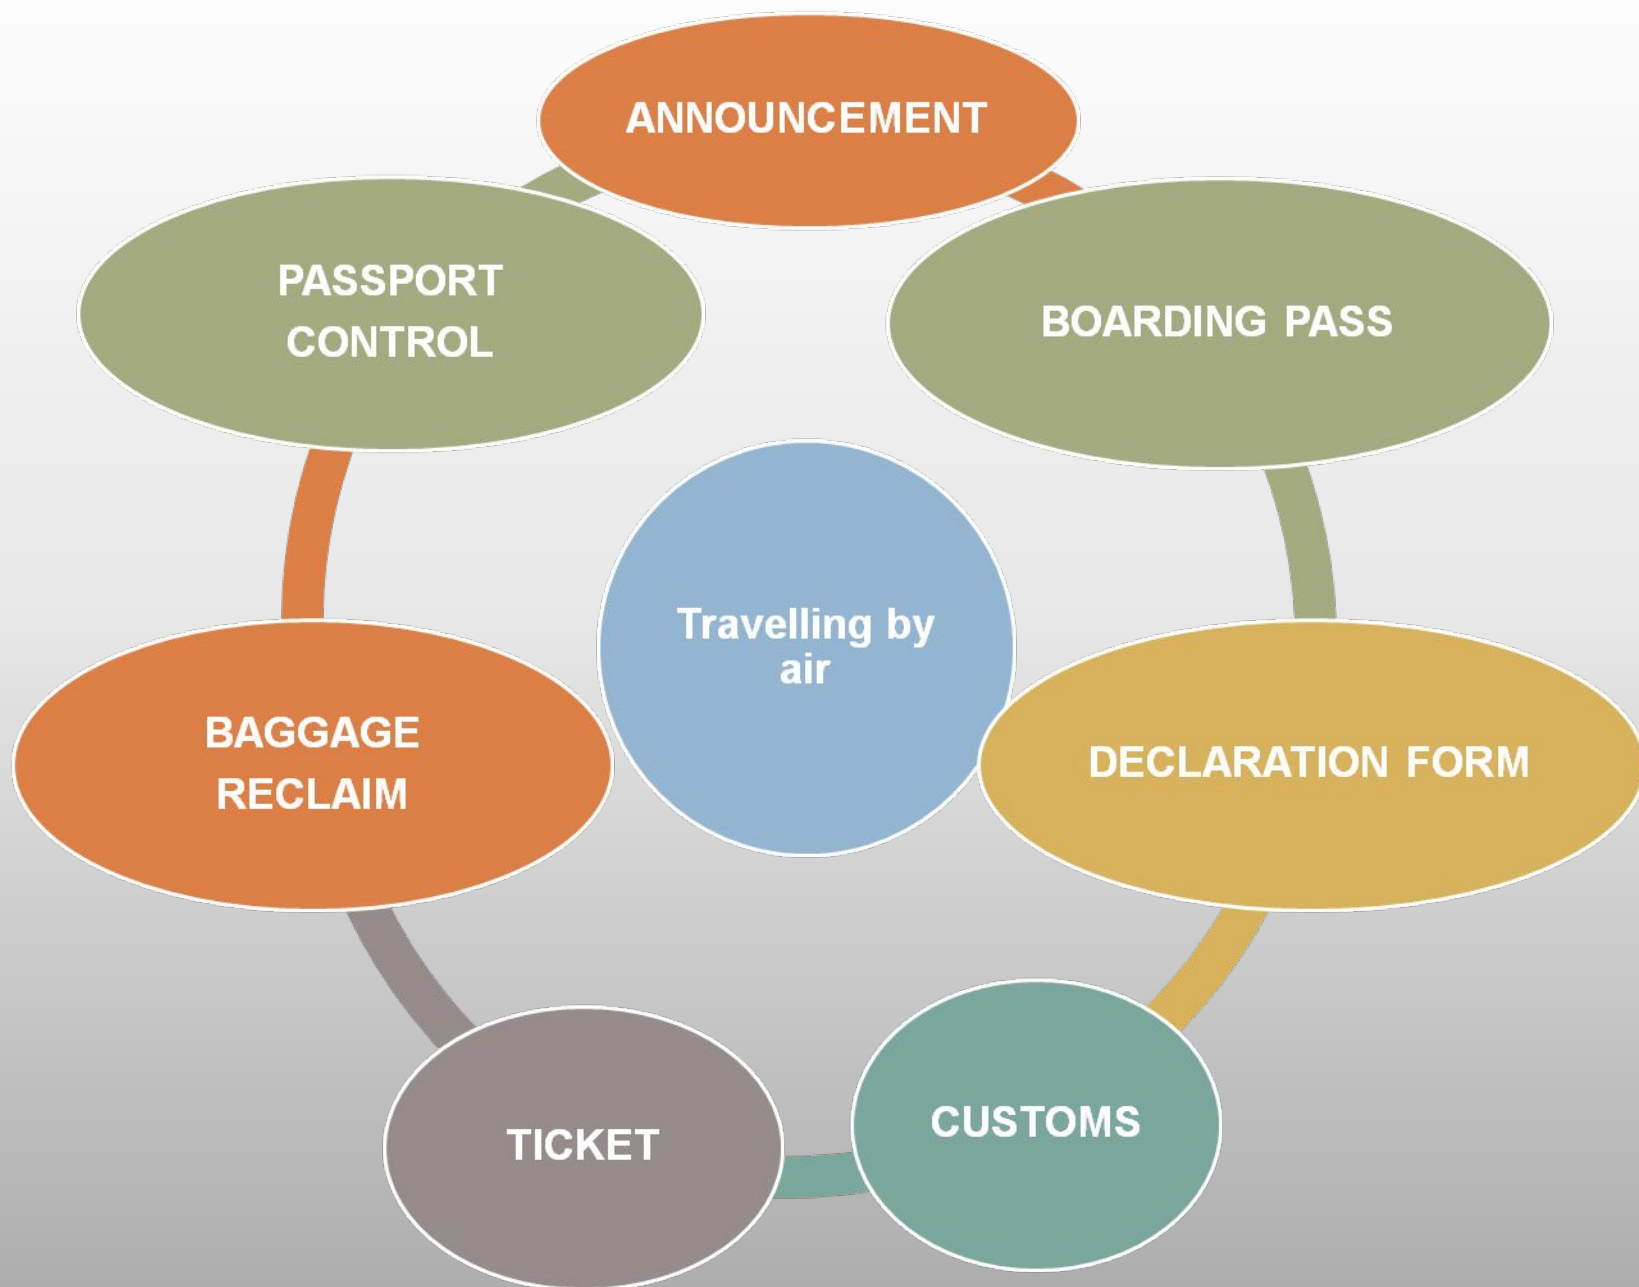 ANNOUNCEMENT
PASSPORT
CONTROL
BOARDING PASS
Travelling by
air
BAGGAGE
RECLAIM
DECLARATION FORM
TICKET
CUSTOMS